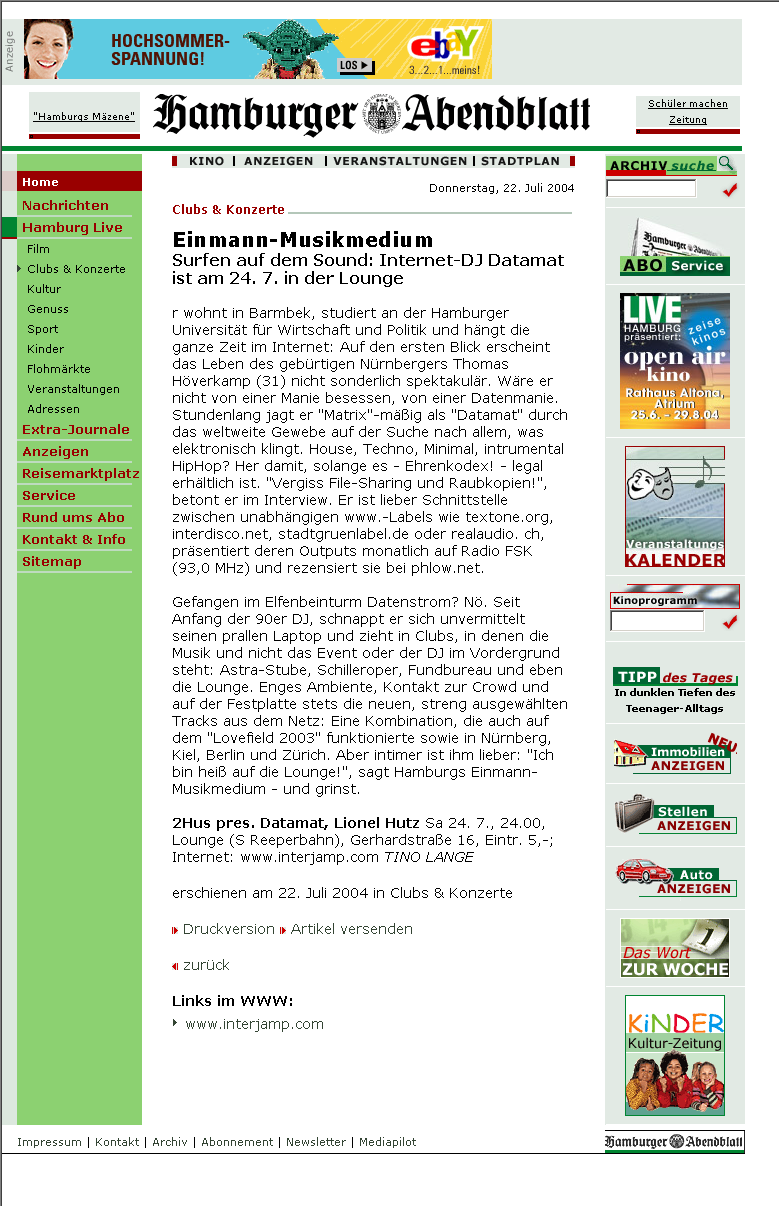 Anzeige
HOCHSOMMER-
SPANNUNG!
LOS
ebaY
3...2...1...meins!
"Hamburgs Mäzene"
Hamburger Abendblatt
Schüler machen
Zeitung
KINO | ANZEIGEN | VERANSTALTUNGEN | STADTPLAN
Home
Nachrichten
Hamburg Live
Film
Clubs & Konzerte
Kultur
Genuss
Sport
Kinder
Flohmärkte
Veranstaltungen
Adressen
Extra-Journale
Anzeigen
Reisemarktplatz
Service
Rund ums Abo
Kontakt & Info
Sitemap
Donnerstag, 22. Juli 2004
Clubs & Konzerte
Einmann-Musikmedium
Surfen auf dem Sound: Internet-DJ Datamat
ist am 24. 7. in der Lounge
r wohnt in Barmbek, studiert an der Hamburger
Universität für Wirtschaft und Politik und hängt die
ganze Zeit im Internet: Auf den ersten Blick erscheint
das Leben des gebürtigen Nürnbergers Thomas
Höverkamp (31) nicht sonderlich spektakulär. Wäre er
nicht von einer Manie besessen, von einer Datenmanie.
Stundenlang jagt er "Matrix"-mäßig als "Datamat" durch
das weltweite Gewebe auf der Suche nach allem, was
elektronisch klingt. House, Techno, Minimal, intrumental
HipHop? Her damit, solange es - Ehrenkodex! - legal
erhältlich ist. "Vergiss File-Sharing und Raubkopien!",
betont er im Interview. Er ist lieber Schnittstelle
zwischen unabhängigen www.-Labels wie textone.org,
interdisco.net, stadtgruenlabel.de oder realaudio. ch,
präsentiert deren Outputs monatlich auf Radio FSK
(93,0 MHz) und rezensiert sie bei phlow.net.
Gefangen im Elfenbeinturm Datenstrom? Nö. Seit
Anfang der 90er DJ, schnappt er sich unvermittelt
seinen prallen Laptop und zieht in Clubs, in denen die
Musik und nicht das Event oder der DJ im Vordergrund
steht: Astra-Stube, Schilleroper, Fundbureau und eben
die Lounge. Enges Ambiente, Kontakt zur Crowd und
auf der Festplatte stets die neuen, streng ausgewählten
Tracks aus dem Netz: Eine Kombination, die auch auf
dem "Lovefield 2003" funktionierte sowie in Nürnberg,
Kiel, Berlin und Zürich. Aber intimer ist ihm lieber: "Ich
bin heiß auf die Lounge!", sagt Hamburgs Einmann-
Musikmedium - und grinst.
2Hus pres. Datamat, Lionel Hutz Sa 24. 7., 24.00,
Lounge (S Reeperbahn), Gerhardstraße 16, Eintr. 5,-;
Internet: www.interjamp.com TINO LANGE
erschienen am 22. Juli 2004 in Clubs & Konzerte
Druckversion Artikel versenden
zurück
Links im WWW:
www.interjamp.com
ARCHIV suche
Hamburger Abendblatt
ABO Service
LIVE
HAMBURG
präsentiert:
zeise
kinos
open air
kino
Rathaus Altona,
Atrium
25.6. - 29.8.04
Veranstaltungs
KALENDER
Kinoprogramm
TIPP des Tages
In dunklen Tiefen des
Teenager-Alltags
NEU
Immobilien
ANZEIGEN
Stellen
ANZEIGEN
Auto
ANZEIGEN
1
Das Wort
ZUR WOCHE
KiNDER
Kultur-Zeitung
Impressum | Kontakt | Archiv | Abonnement | Newsletter | Mediapilot
Hamburger Abendblatt